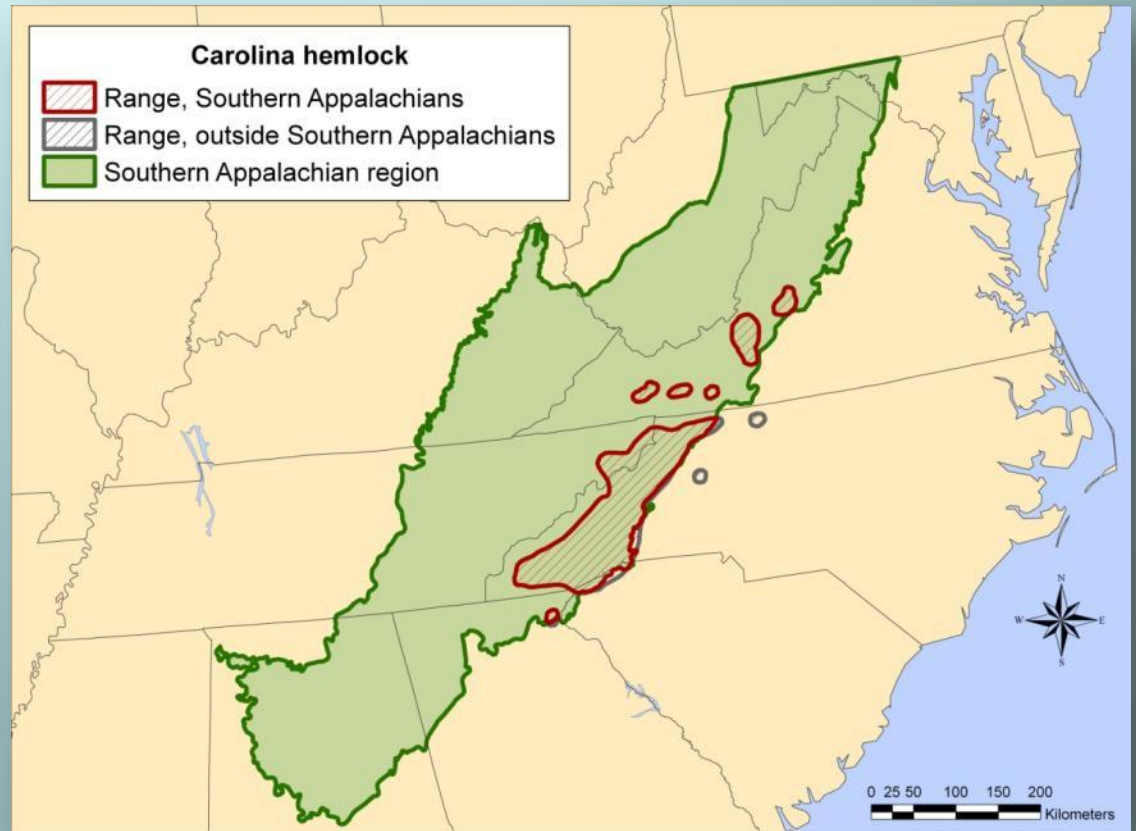 Carolina hemlock
Range, Southern Appalachians
Range, outside Southern Appalachians
Southern Appalachian region
N
W E
S
0 25 50 100 150 200
Kilometers